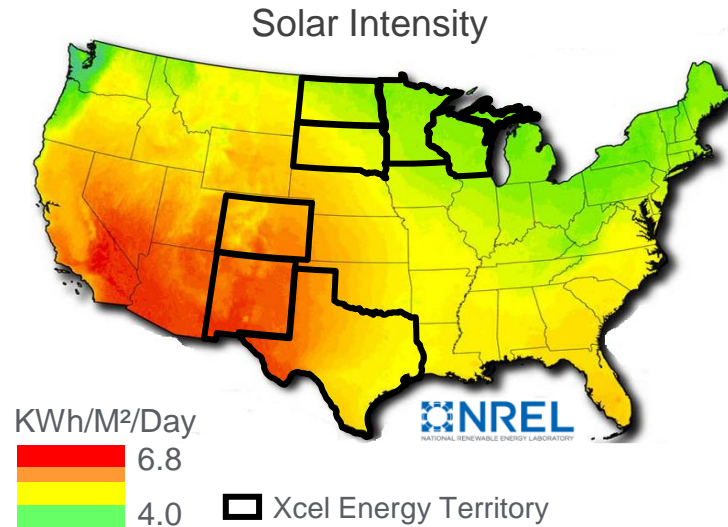 Solar Intensity
NREL
NATIONAL RENEWABLE ENERGY LABORATORY
KWh/M²/Day
6.8
4.0
Xcel Energy Territory